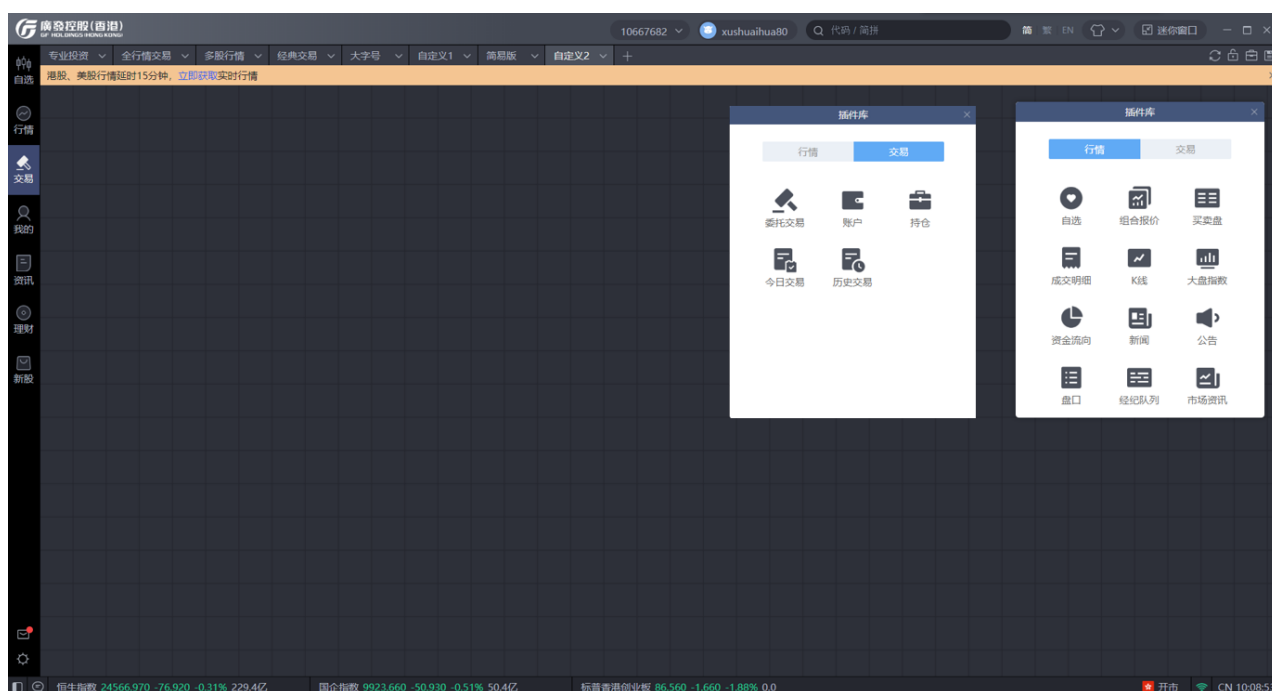 廣發控股(香港)
GF HOLDINGS(HONG KONG)
10667682
xushuaihua80
代码 / 简拼
简 繁 EN
迷你窗口
专业投资 全行情交易 多股行情 经典交易 大字号 自定义1 简易版 自定义2
港股、美股行情延时15分钟，立即获取实时行情
自选
行情
交易
我的
资讯
理财
新股
插件库
行情 交易
委托交易 账户 持仓
今日交易 历史交易
插件库
行情 交易
自选 组合报价 买卖盘
成交明细 K线 大盘指数
资金流向 新闻 公告
盘口 经纪队列 市场资讯
恒生指数 24566.970 -76.920 -0.31% 229.4亿 国企指数 9923.660 -50.930 -0.51% 50.4亿 标普香港创业板 86.560 -1.660 -1.88% 0.0 开市 CN 10:08:5